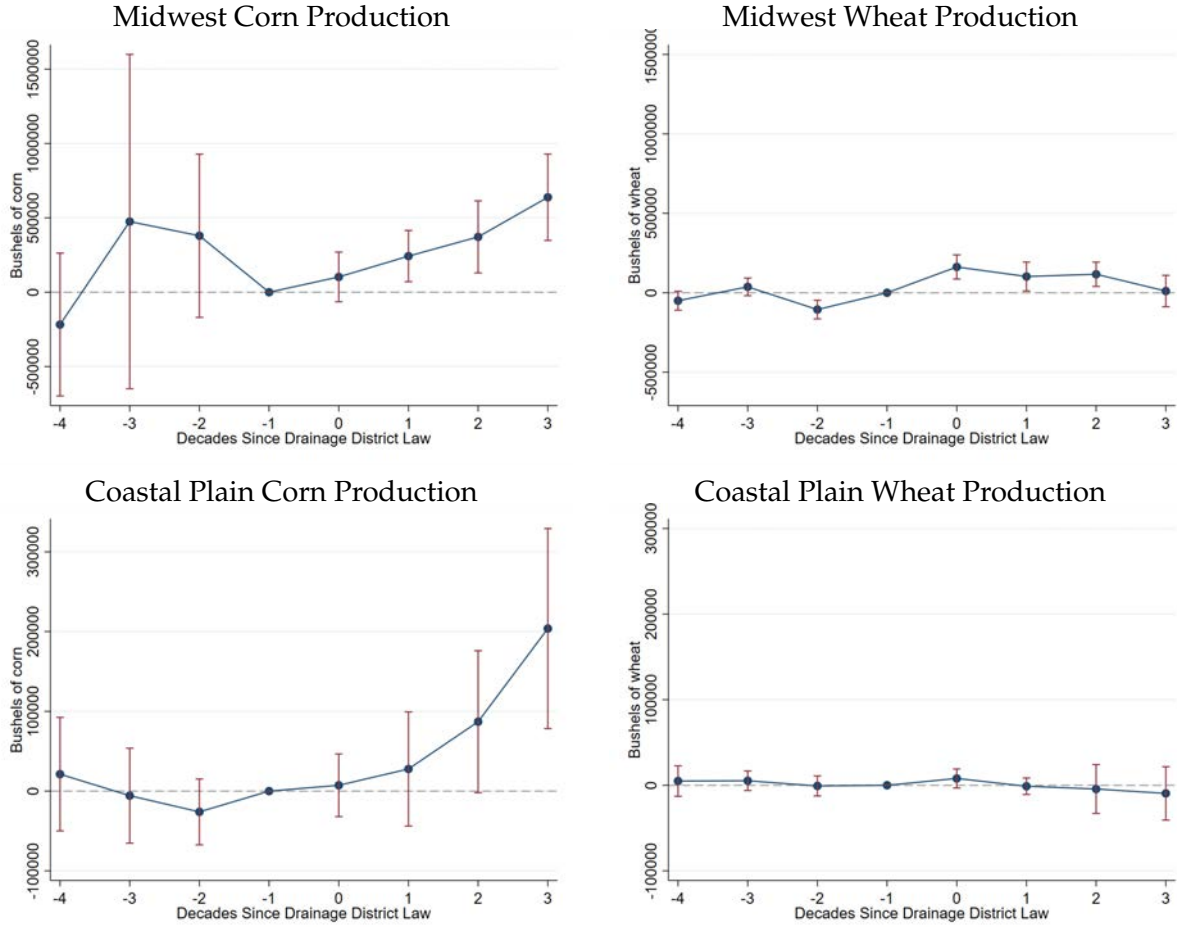 Midwest Corn Production
Bushels of corn
1500000
1000000
500000
0
-500000
-4 -3 -2 -1 0 1 2 3
Decades Since Drainage District Law
Midwest Wheat Production
Bushels of wheat
1500000
1000000
500000
0
-500000
-4 -3 -2 -1 0 1 2 3
Decades Since Drainage District Law
Coastal Plain Corn Production
Bushels of corn
300000
200000
100000
0
-100000
-4 -3 -2 -1 0 1 2 3
Decades Since Drainage District Law
Coastal Plain Wheat Production
Bushels of wheat
300000
200000
100000
0
-100000
-4 -3 -2 -1 0 1 2 3
Decades Since Drainage District Law